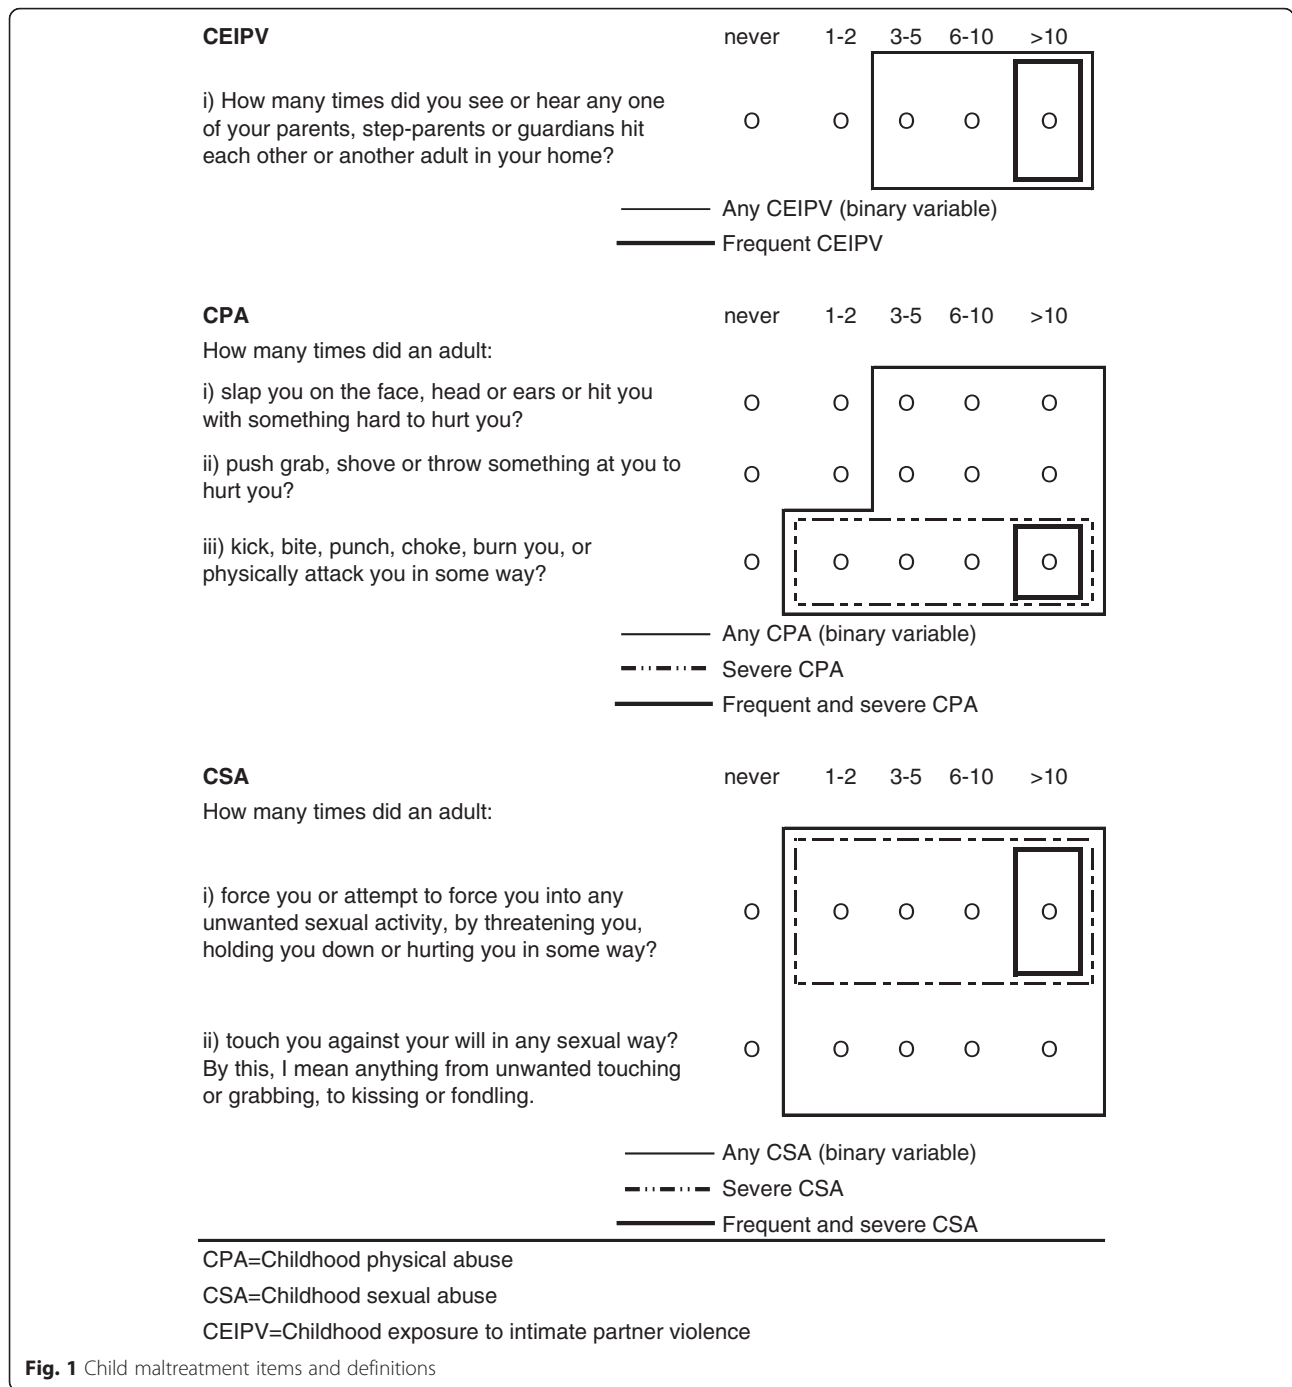 CEIPV never 1-2 3-5 6-10 >10
i) How many times did you see or hear any one
of your parents, step-parents or guardians hit
each other or another adult in your home?
O O O O O
Any CEIPV (binary variable)
Frequent CEIPV
CPA never 1-2 3-5 6-10 >10
How many times did an adult:
i) slap you on the face, head or ears or hit you
with something hard to hurt you?
O O O O O
ii) push grab, shove or throw something at you to
hurt you?
O O O O O
iii) kick, bite, punch, choke, burn you, or
physically attack you in some way?
O O O O O
Any CPA (binary variable)
Severe CPA
Frequent and severe CPA
CSA never 1-2 3-5 6-10 >10
How many times did an adult:
i) force you or attempt to force you into any
unwanted sexual activity, by threatening you,
holding you down or hurting you in some way?
O O O O O
ii) touch you against your will in any sexual way?
By this, I mean anything from unwanted touching
or grabbing, to kissing or fondling.
O O O O O
Any CSA (binary variable)
Severe CSA
Frequent and severe CSA
CPA=Childhood physical abuse
CSA=Childhood sexual abuse
CEIPV=Childhood exposure to intimate partner violence
Fig. 1 Child maltreatment items and definitions